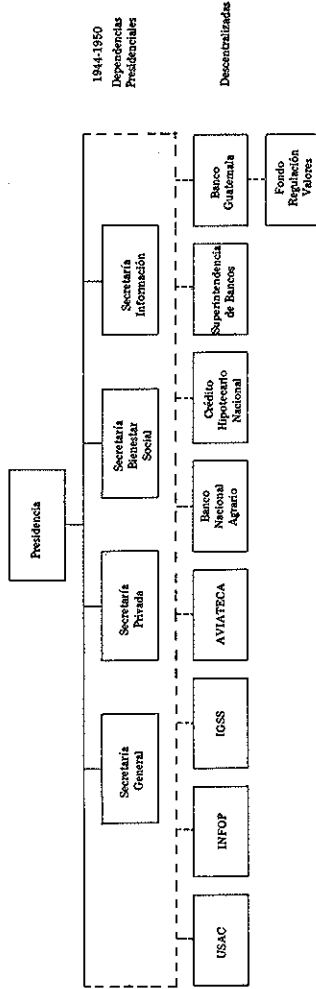 1944-1950
Dependencias
Presidenciales
Presidencia
Secretaría
General
Secretaría
Privada
Secretaría
Bienestar
Social
Secretaría
Información
Descentralizadas
USAC
INFOP
IGSS
AVIATECA
Banco
Nacional
Agrario
Crédito
Hipotecario
Nacional
Superintendencia
de Bancos
Banco
Guatemala
Fondo
Regulación
Valores